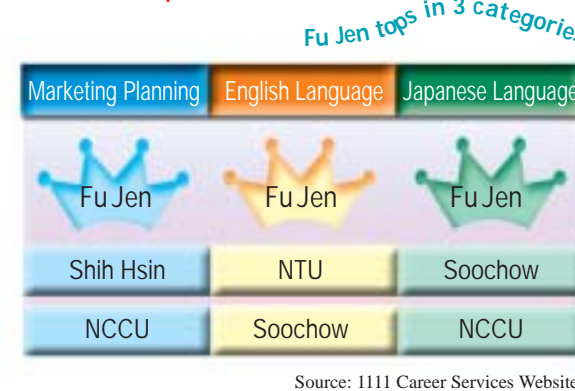 Fu Jen tops in 3 categories
Marketing Planning English Language Japanese Language
Fu Jen Fu Jen Fu Jen
Shih Hsin NTU Soochow
NCCU Soochow NCCU
Source: 1111 Career Services Website